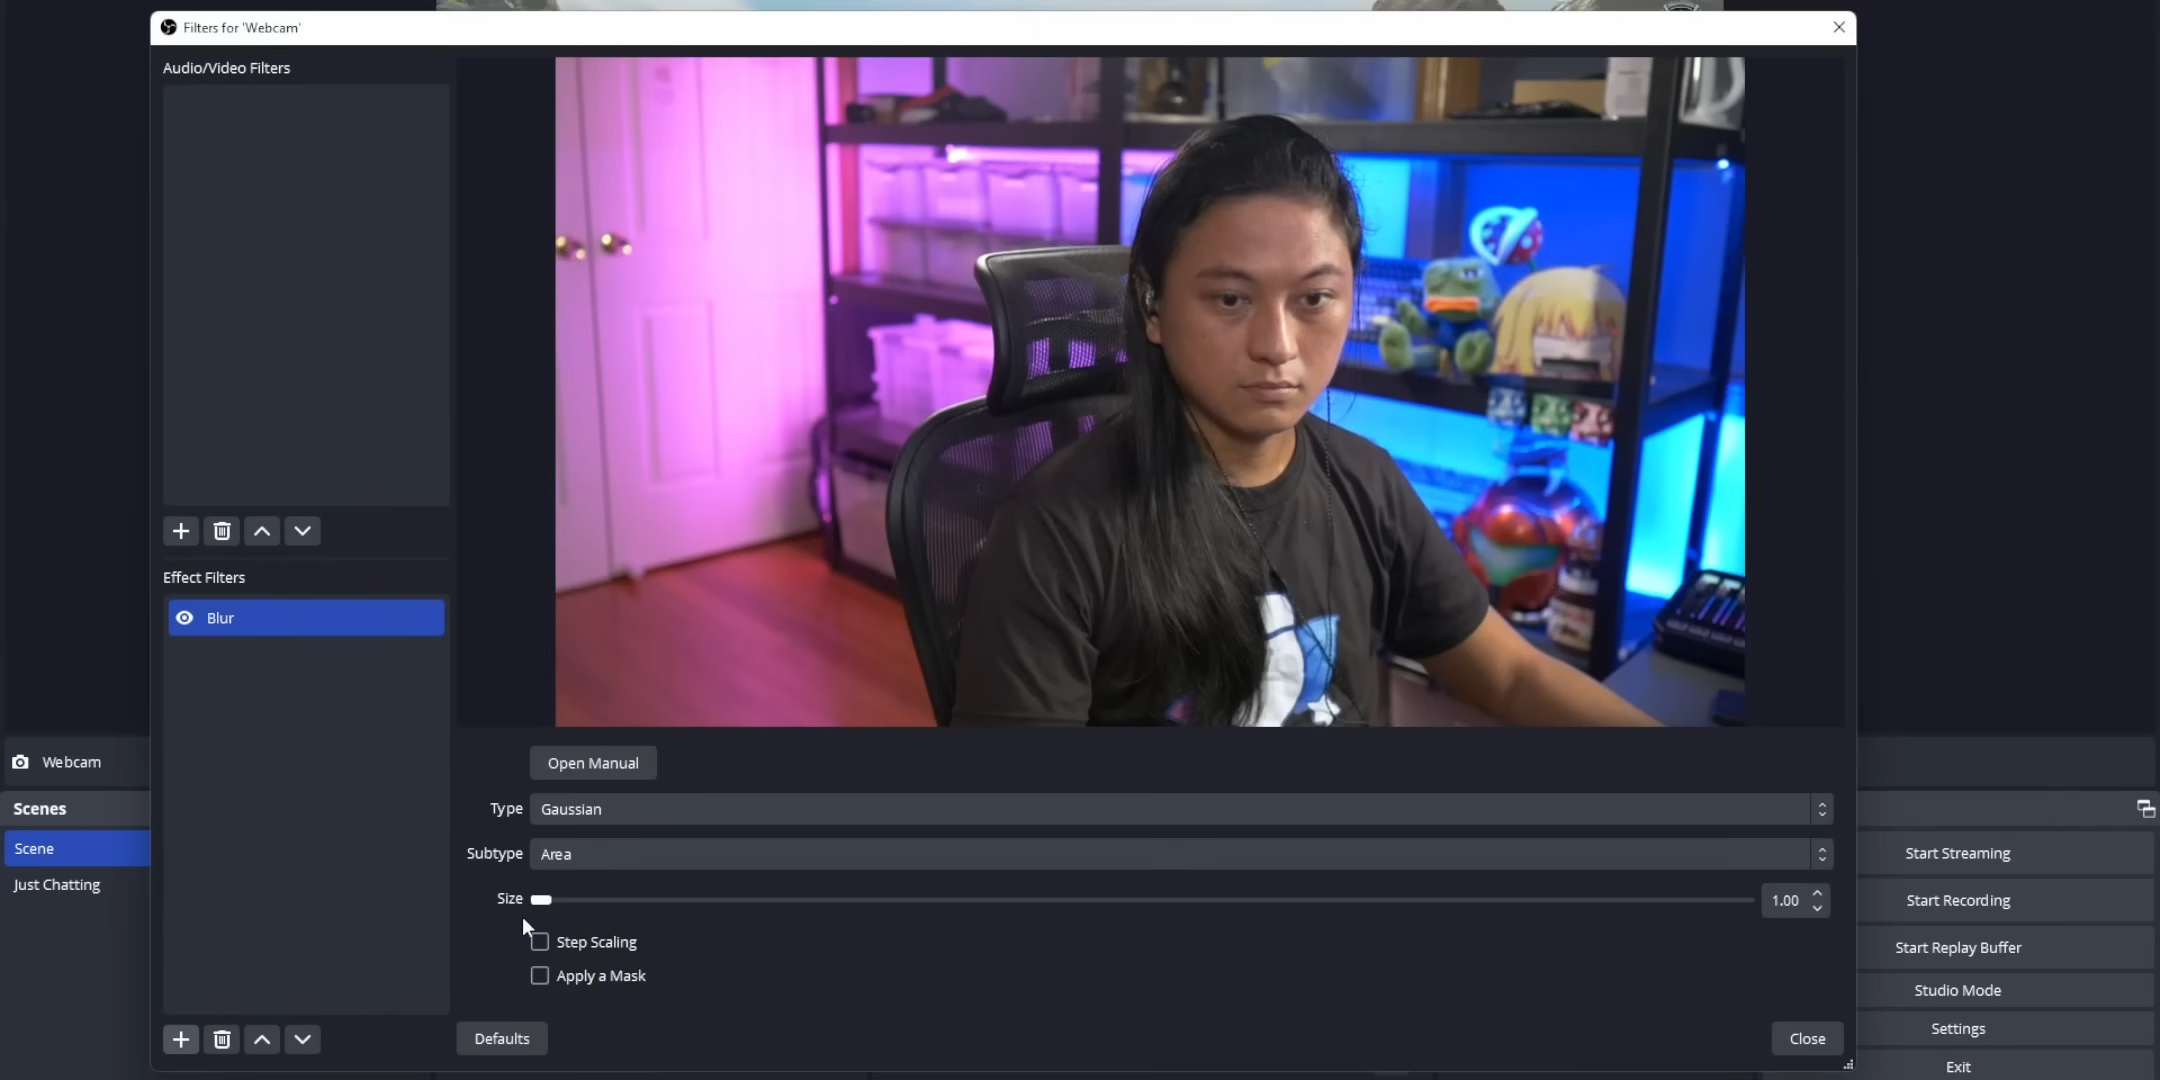 Filters for 'Webcam'
Audio/Video Filters
Effect Filters
Blur
Open Manual
Type Gaussian
Subtype Area
Size 1.00
Step Scaling
Apply a Mask
Defaults
Close
Webcam
Scenes
Scene
Just Chatting
Start Streaming
Start Recording
Start Replay Buffer
Studio Mode
Settings
Exit